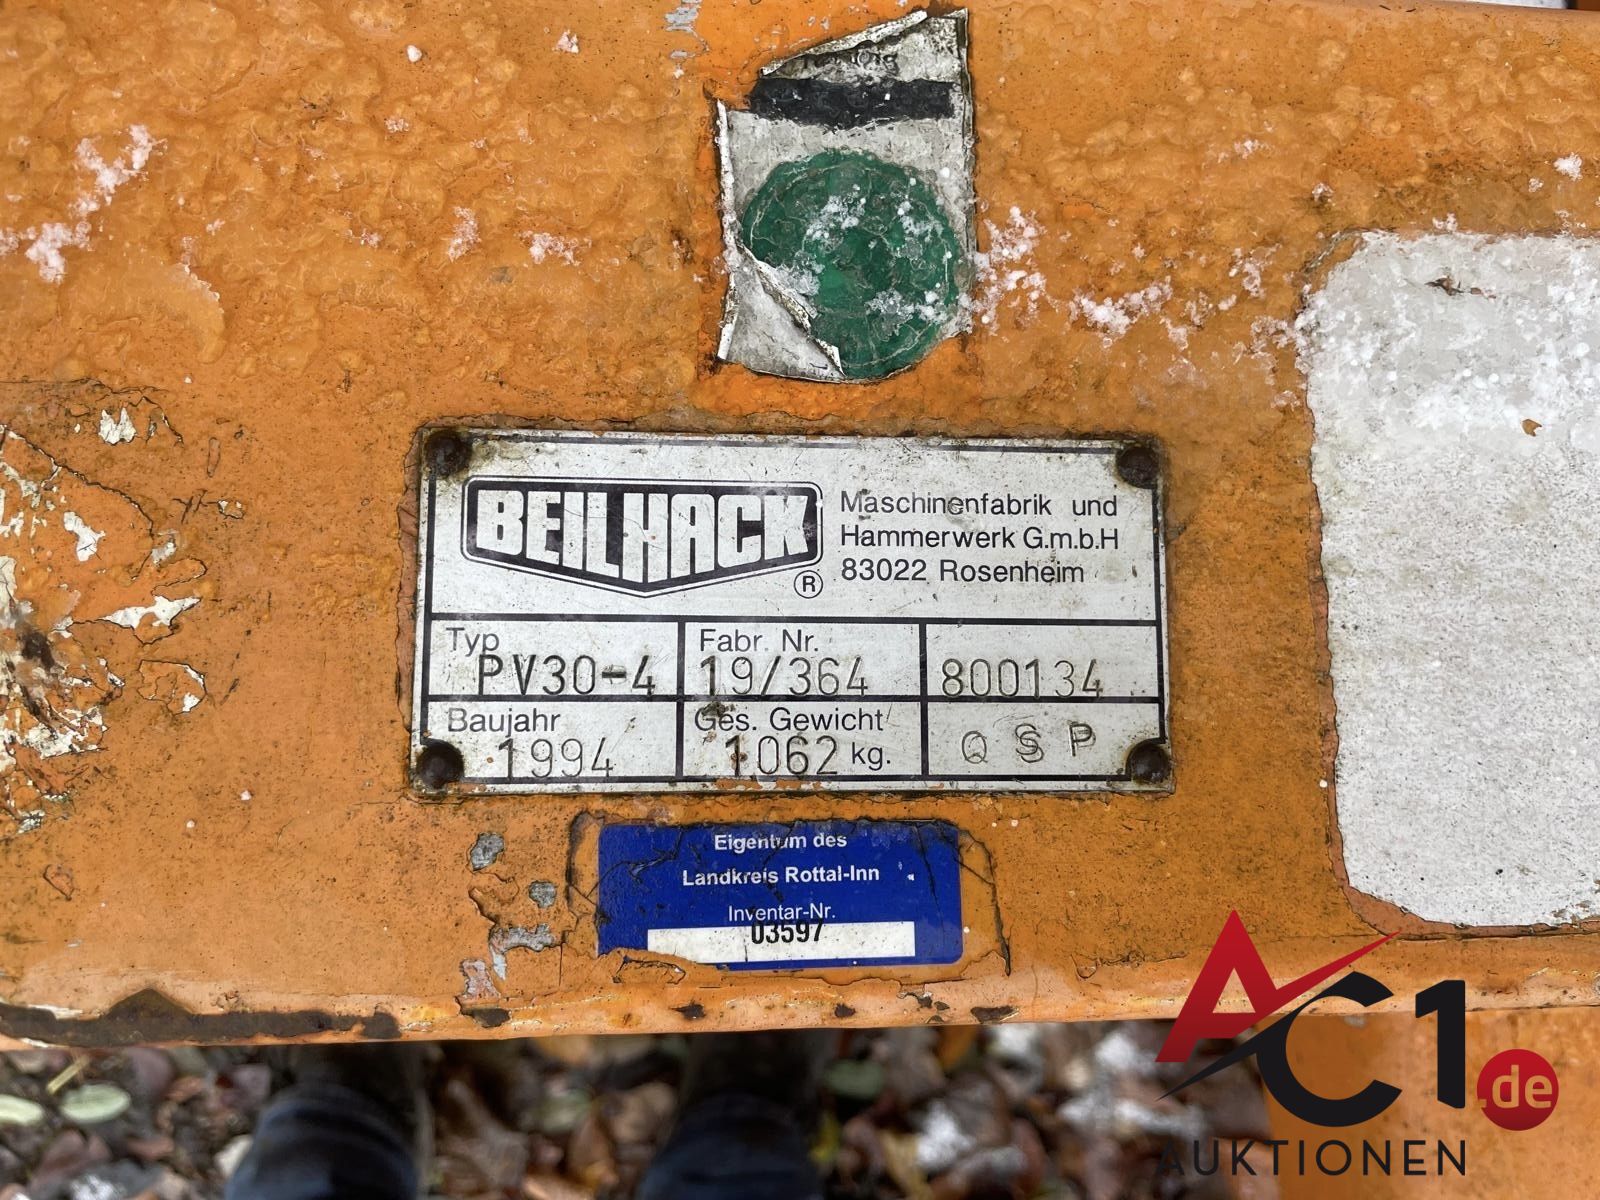 BEILHACK
®
Maschinenfabrik und
Hammerwerk G.m.b.H
83022 Rosenheim
Typ
PV30-4
Fabr. Nr.
19/364
800134
Baujahr
1994
Ges. Gewicht
1062 kg.
Q S P
Eigentum des
Landkreis Rottal-Inn
Inventar-Nr.
03597
AC1.de
AUKTIONEN